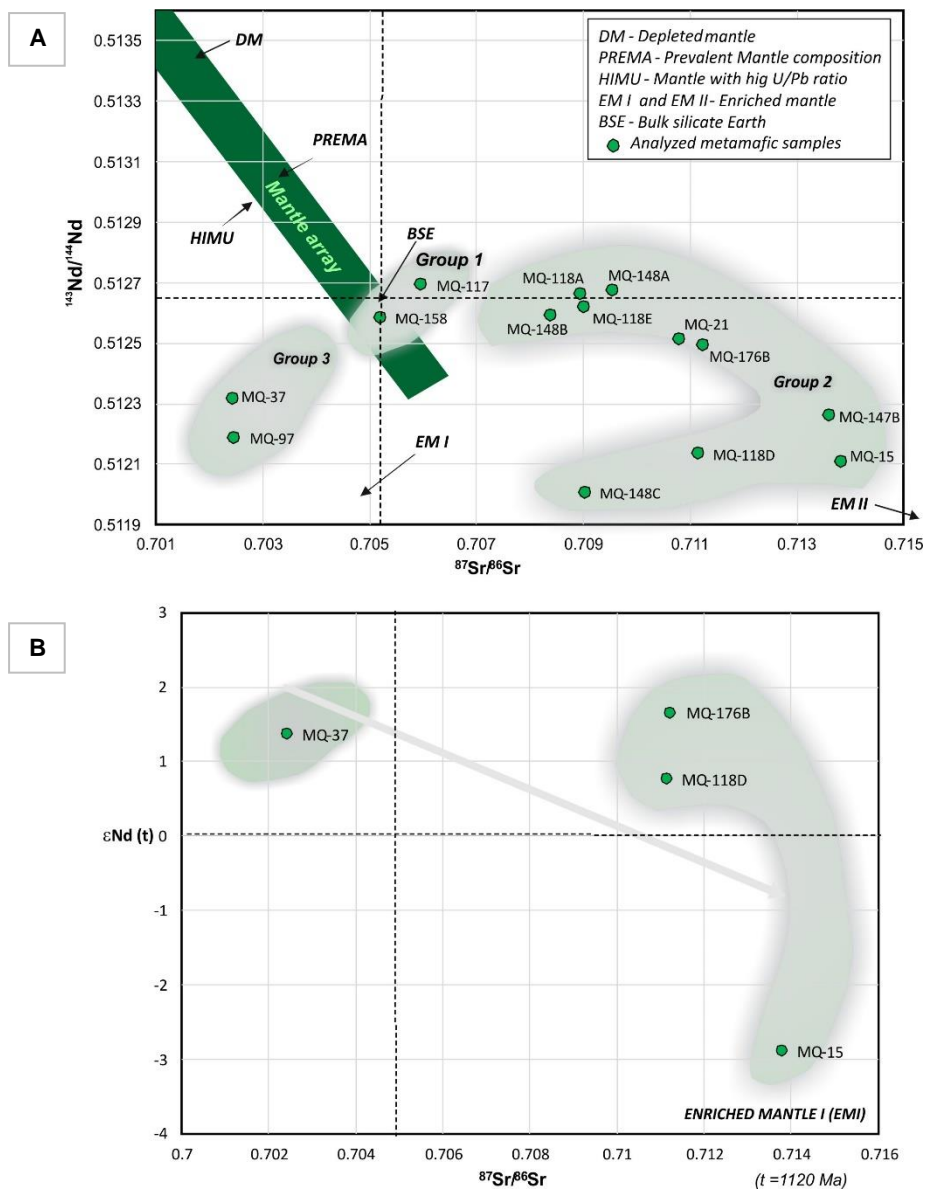 A
DM - Depleted mantle
PREMA - Prevalent Mantle composition
HIMU - Mantle with hig U/Pb ratio
EM I and EM II- Enriched mantle
BSE - Bulk silicate Earth
Analyzed metamafic samples
0.5135
0.5133
0.5131
0.5129
0.5127
0.5125
0.5123
0.5121
0.5119
¹⁴³Nd/¹⁴⁴Nd
DM
PREMA
HIMU
Mantle array
BSE
Group 1
MQ-117
MQ-158
MQ-118A
MQ-148A
MQ-148B
MQ-118E
MQ-21
MQ-176B
Group 3
Group 2
MQ-37
MQ-97
MQ-147B
MQ-118D
MQ-15
EM I
MQ-148C
EM II
0.701
0.703
0.705
0.707
0.709
0.711
0.713
0.715
⁸⁷Sr/⁸⁶Sr
B
3
2
1
0
-1
-2
-3
-4
εNd (t)
MQ-37
MQ-176B
MQ-118D
MQ-15
ENRICHED MANTLE I (EMI)
0.7
0.702
0.704
0.706
0.708
0.71
0.712
0.714
0.716
⁸⁷Sr/⁸⁶Sr
(t =1120 Ma)